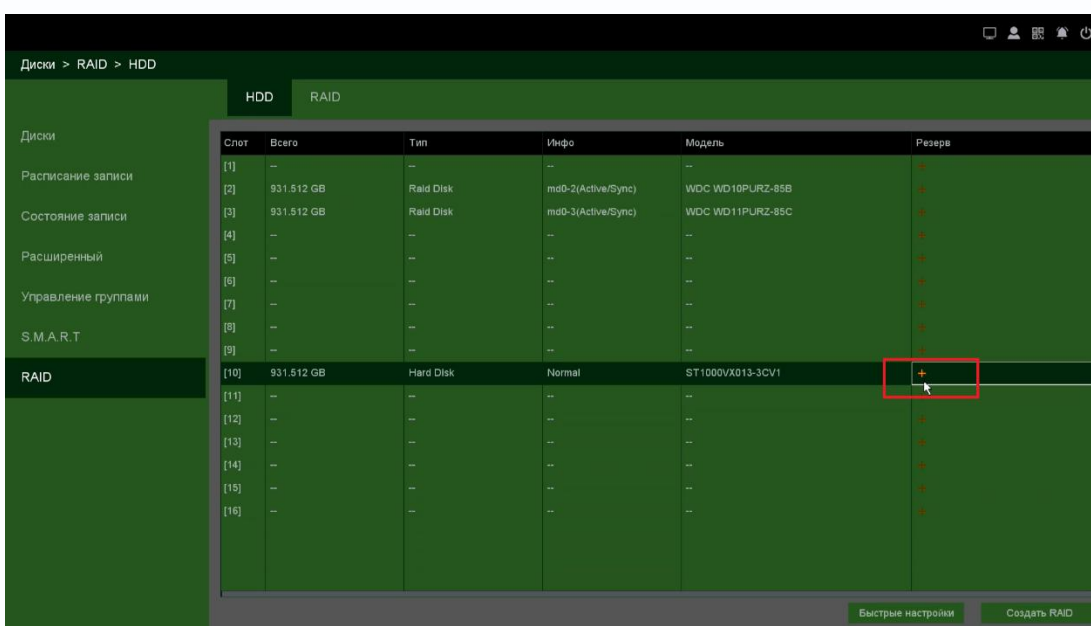 Диски > RAID > HDD
HDD RAID
Диски
Расписание записи
Состояние записи
Расширенный
Управление группами
S.M.A.R.T
RAID
Слот Всего Тип Инфо Модель Резерв
[1] -- -- -- -- +
[2] 931.512 GB Raid Disk md0-2(Active/Sync) WDC WD10PURZ-85B +
[3] 931.512 GB Raid Disk md0-3(Active/Sync) WDC WD11PURZ-85C +
[4] -- -- -- -- +
[5] -- -- -- -- +
[6] -- -- -- -- +
[7] -- -- -- -- +
[8] -- -- -- -- +
[9] -- -- -- -- +
[10] 931.512 GB Hard Disk Normal ST1000VX013-3CV1 +
[11] -- -- -- --
[12] -- -- -- -- +
[13] -- -- -- -- +
[14] -- -- -- -- +
[15] -- -- -- -- +
[16] -- -- -- -- +
Быстрые настройки Создать RAID